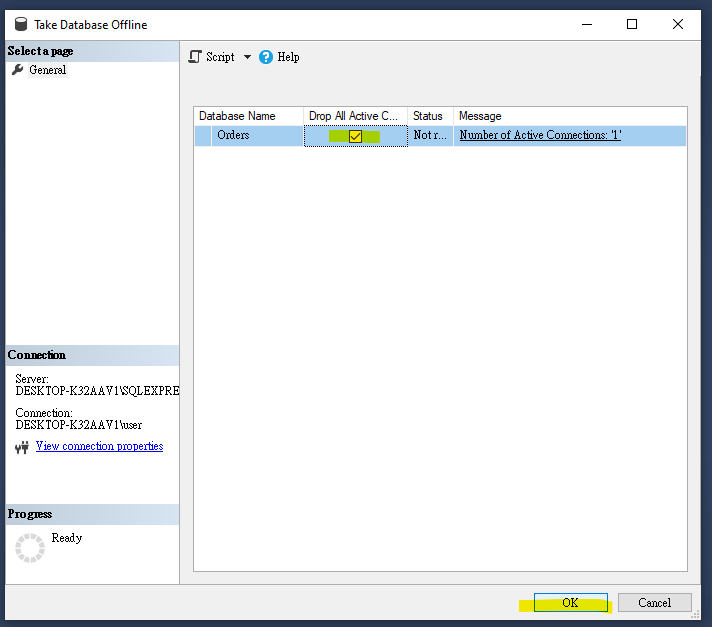 Take Database Offline
Select a page
General
Script
Help
Database Name
Drop All Active C...
Status
Message
Orders
Not r...
Number of Active Connections: '1'
Connection
Server:
DESKTOP-K32AAV1\SQLEXPRE
Connection:
DESKTOP-K32AAV1\user
View connection properties
Progress
Ready
OK
Cancel